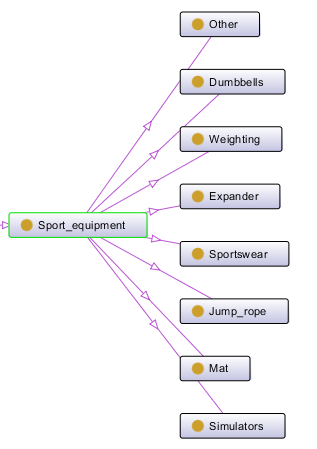 Other
Dumbbells
Weighting
Expander
Sport_equipment
Sportswear
Jump_rope
Mat
Simulators